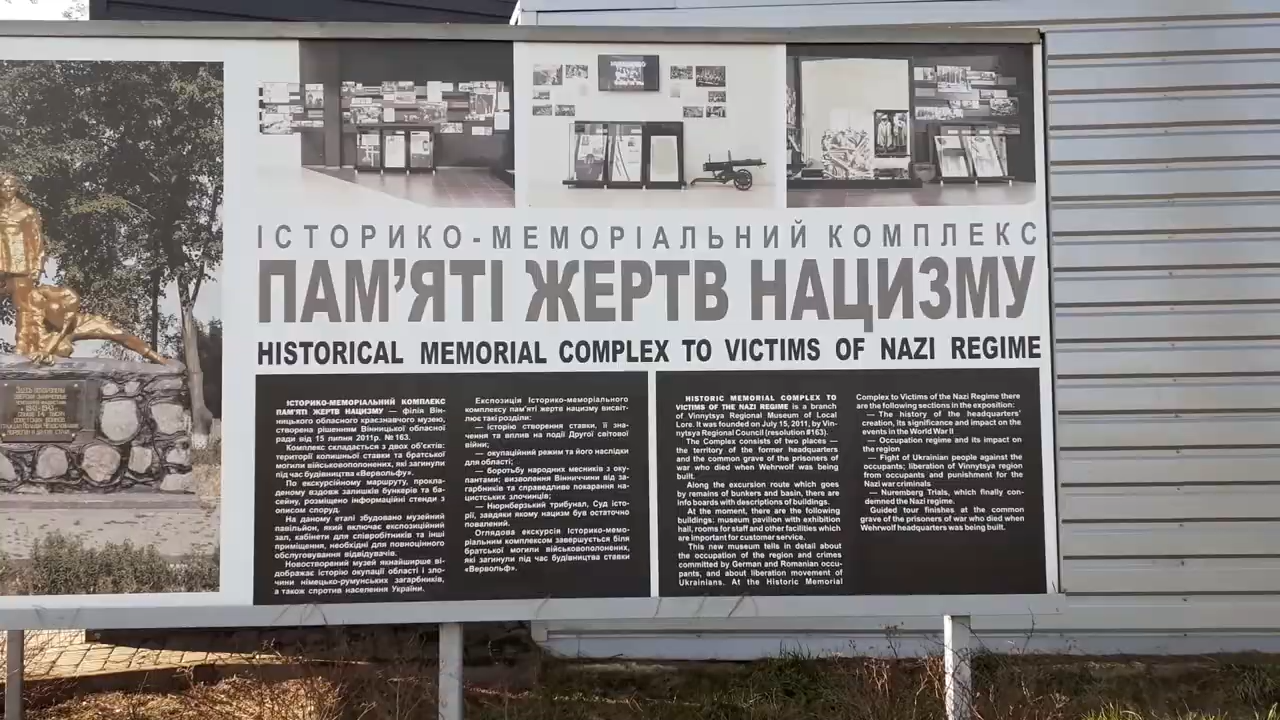 ІСТОРИКО-МЕМОРІАЛЬНИЙ КОМПЛЕКС
ПАМ’ЯТІ ЖЕРТВ НАЦИЗМУ
HISTORICAL MEMORIAL COMPLEX TO VICTIMS OF NAZI REGIME
ІСТОРИКО-МЕМОРІАЛЬНИЙ КОМПЛЕКС
ПАМ’ЯТІ ЖЕРТВ НАЦИЗМУ — філія Він-
ницького обласного краєзнавчого музею,
створена рішенням Вінницької обласної
ради від 15 липня 2011р. № 163.
Комплекс складається з двох об’єктів:
території колишньої ставки та братської
могили військовополонених, які загинули
під час будівництва «Вервольфу».
По екскурсійному маршруту, прокла-
деному вздовж залишків бункерів та ба-
сейну, розміщено інформаційні стенди з
описом споруд.
На даному етапі збудовано музейний
павільйон, який включає експозиційний
зал, кабінети для співробітників та інші
приміщення, необхідні для повноцінного
обслуговування відвідувачів.
Новостворений музей якнайширше ві-
дображає історію окупації області і зло-
чини німецько-румунських загарбників,
а також спротив населення України.
Експозиція Історико-меморіального
комплексу пам’яті жертв нацизму висвіт-
лює такі розділи:
— історію створення ставки, її зна-
чення та вплив на події Другої світової
війни;
— окупаційний режим та його наслідки
для області;
— боротьбу народних месників з оку-
пантами; визволення Вінниччини від за-
гарбників та справедливе покарання на-
цистських злочинців;
— Нюрнберзький трибунал, Суд істо-
рії, завдяки якому нацизм був остаточно
повалений.
Оглядова екскурсія Історико-мемо-
ріальним комплексом завершується біля
братської могили військовополонених,
які загинули під час будівництва ставки
«Вервольф».
HISTORIC MEMORIAL COMPLEX TO
VICTIMS OF THE NAZI REGIME is a branch
of Vinnytsya Regional Museum of Local
Lore. It was founded on July 15, 2011, by Vin-
nytsya Regional Council (resolution #163).
The Complex consists of two places —
the territory of the former headquarters
and the common grave of the prisoners of
war who died when Wehrwolf was being
built.
Along the excursion route which goes
by remains of bunkers and basin, there are
info boards with descriptions of buildings.
At the moment, there are the following
buildings: museum pavilion with exhibition
hall, rooms for staff and other facilities which
are important for customer service.
This new museum tells in detail about
the occupation of the region and crimes
committed by German and Romanian occu-
pants, and about liberation movement of
Ukrainians. At the Historic Memorial
Complex to Victims of the Nazi Regime there
are the following sections in the exposition:
— The history of the headquarters’
creation, its significance and impact on the
events in the World War II
— Occupation regime and its impact on
the region
— Fight of Ukrainian people against the
occupants; liberation of Vinnytsya region
from occupants and punishment for the
Nazi war criminals
— Nuremberg Trials, which finally con-
demned the Nazi regime.
Guided tour finishes at the common
grave of the prisoners of war who died when
Wehrwolf headquarters was being built.